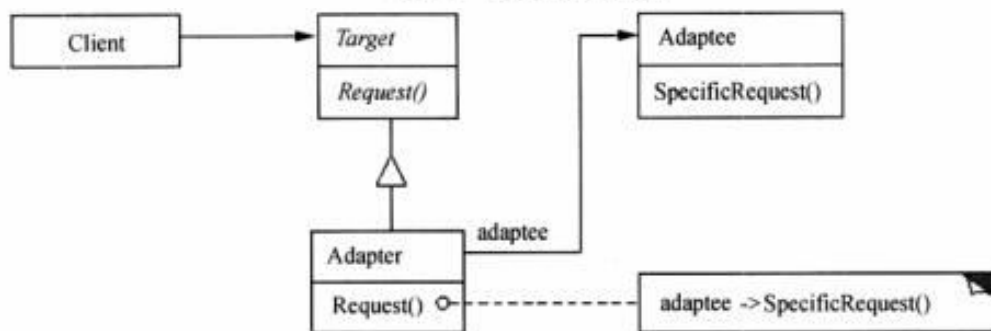 Client
Target
Request()
Adaptee
SpecificRequest()
adaptee
Adapter
Request()
adaptee ->SpecificRequest()